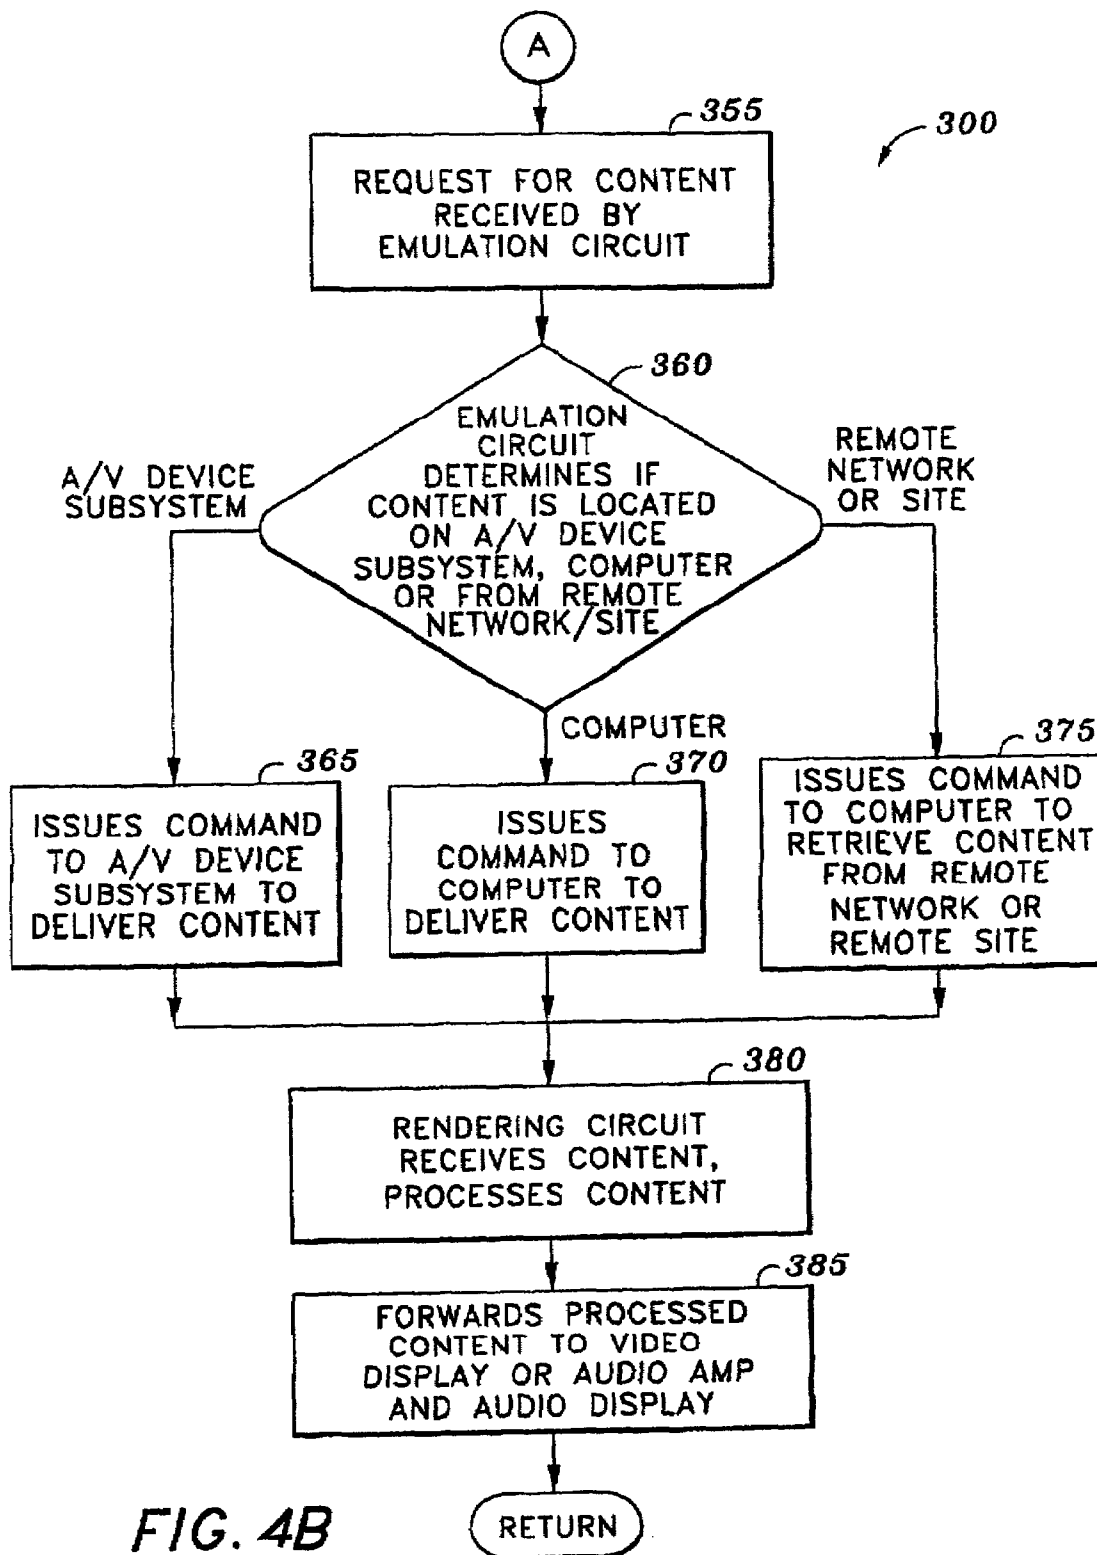 A
355
300
REQUEST FOR CONTENT
RECEIVED BY
EMULATION CIRCUIT
360
EMULATION
CIRCUIT
DETERMINES IF
CONTENT IS LOCATED
ON A/V DEVICE
SUBSYSTEM, COMPUTER
OR FROM REMOTE
NETWORK/SITE
A/V DEVICE
SUBSYSTEM
REMOTE
NETWORK
OR SITE
COMPUTER
365
ISSUES COMMAND
TO A/V DEVICE
SUBSYSTEM TO
DELIVER CONTENT
370
ISSUES
COMMAND TO
COMPUTER TO
DELIVER CONTENT
375
ISSUES COMMAND
TO COMPUTER TO
RETRIEVE CONTENT
FROM REMOTE
NETWORK OR
REMOTE SITE
380
RENDERING CIRCUIT
RECEIVES CONTENT,
PROCESSES CONTENT
385
FORWARDS PROCESSED
CONTENT TO VIDEO
DISPLAY OR AUDIO AMP
AND AUDIO DISPLAY
RETURN
FIG. 4B